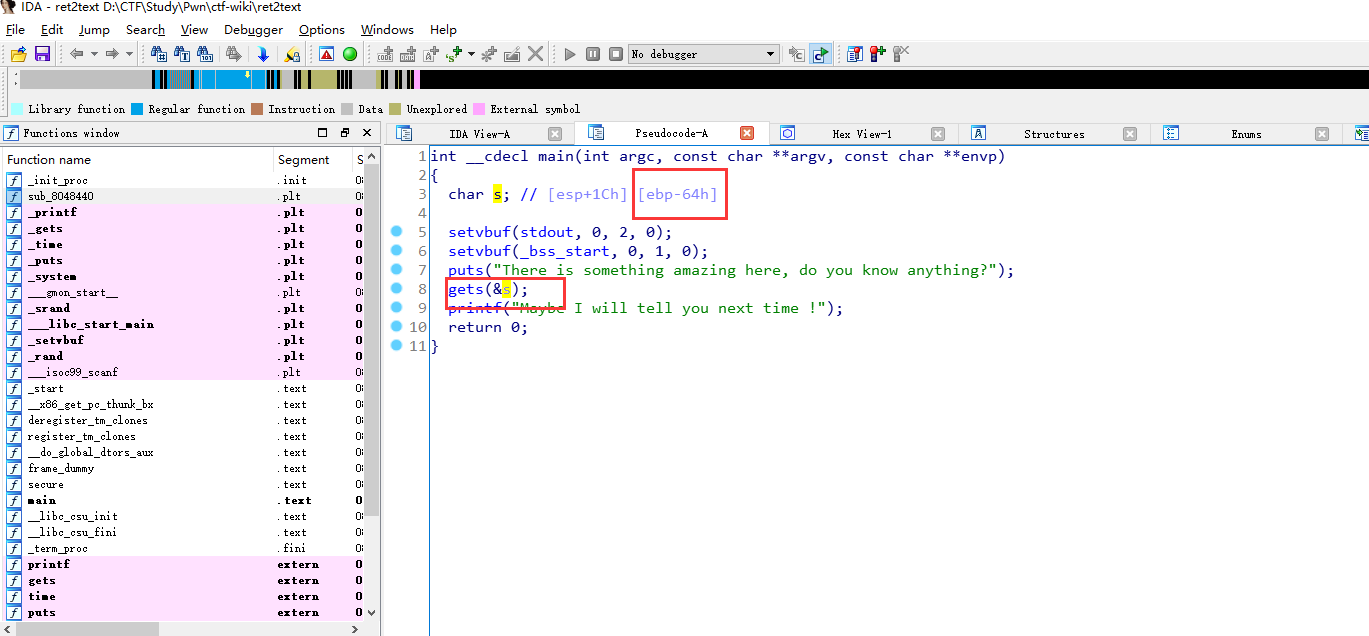 IDA - ret2text D:\CTF\Study\Pwn\ctf-wiki\ret2text
File Edit Jump Search View Debugger Options Windows Help
No debugger
Library function Regular function Instruction Data Unexplored External symbol
Functions window
Function name Segment S
_init_proc .init 0
sub_8048440 .plt 0
_printf .plt 0
_gets .plt 0
_time .plt 0
_puts .plt 0
_system .plt 0
___gmon_start__ .plt 0
_srand .plt 0
___libc_start_main .plt 0
_setvbuf .plt 0
_rand .plt 0
___isoc99_scanf .plt 0
_start .text 0
__x86_get_pc_thunk_bx .text 0
deregister_tm_clones .text 0
register_tm_clones .text 0
__do_global_dtors_aux .text 0
frame_dummy .text 0
secure .text 0
main .text 0
__libc_csu_init .text 0
__libc_csu_fini .text 0
_term_proc .fini 0
printf extern 0
gets extern 0
time extern 0
puts extern 0
IDA View-A Pseudocode-A Hex View-1 Structures Enums
1 int __cdecl main(int argc, const char **argv, const char **envp)
2 {
3 char s; // [esp+1Ch] [ebp-64h]
4
5 setvbuf(stdout, 0, 2, 0);
6 setvbuf(_bss_start, 0, 1, 0);
7 puts("There is something amazing here, do you know anything?");
8 gets(&s);
9 printf("Maybe I will tell you next time !");
10 return 0;
11 }